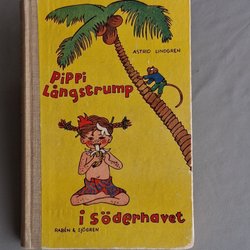 ASTRID LINDGREN
Pippi
Långstrump
i Söderhavet
RABÉN & SJÖGREN